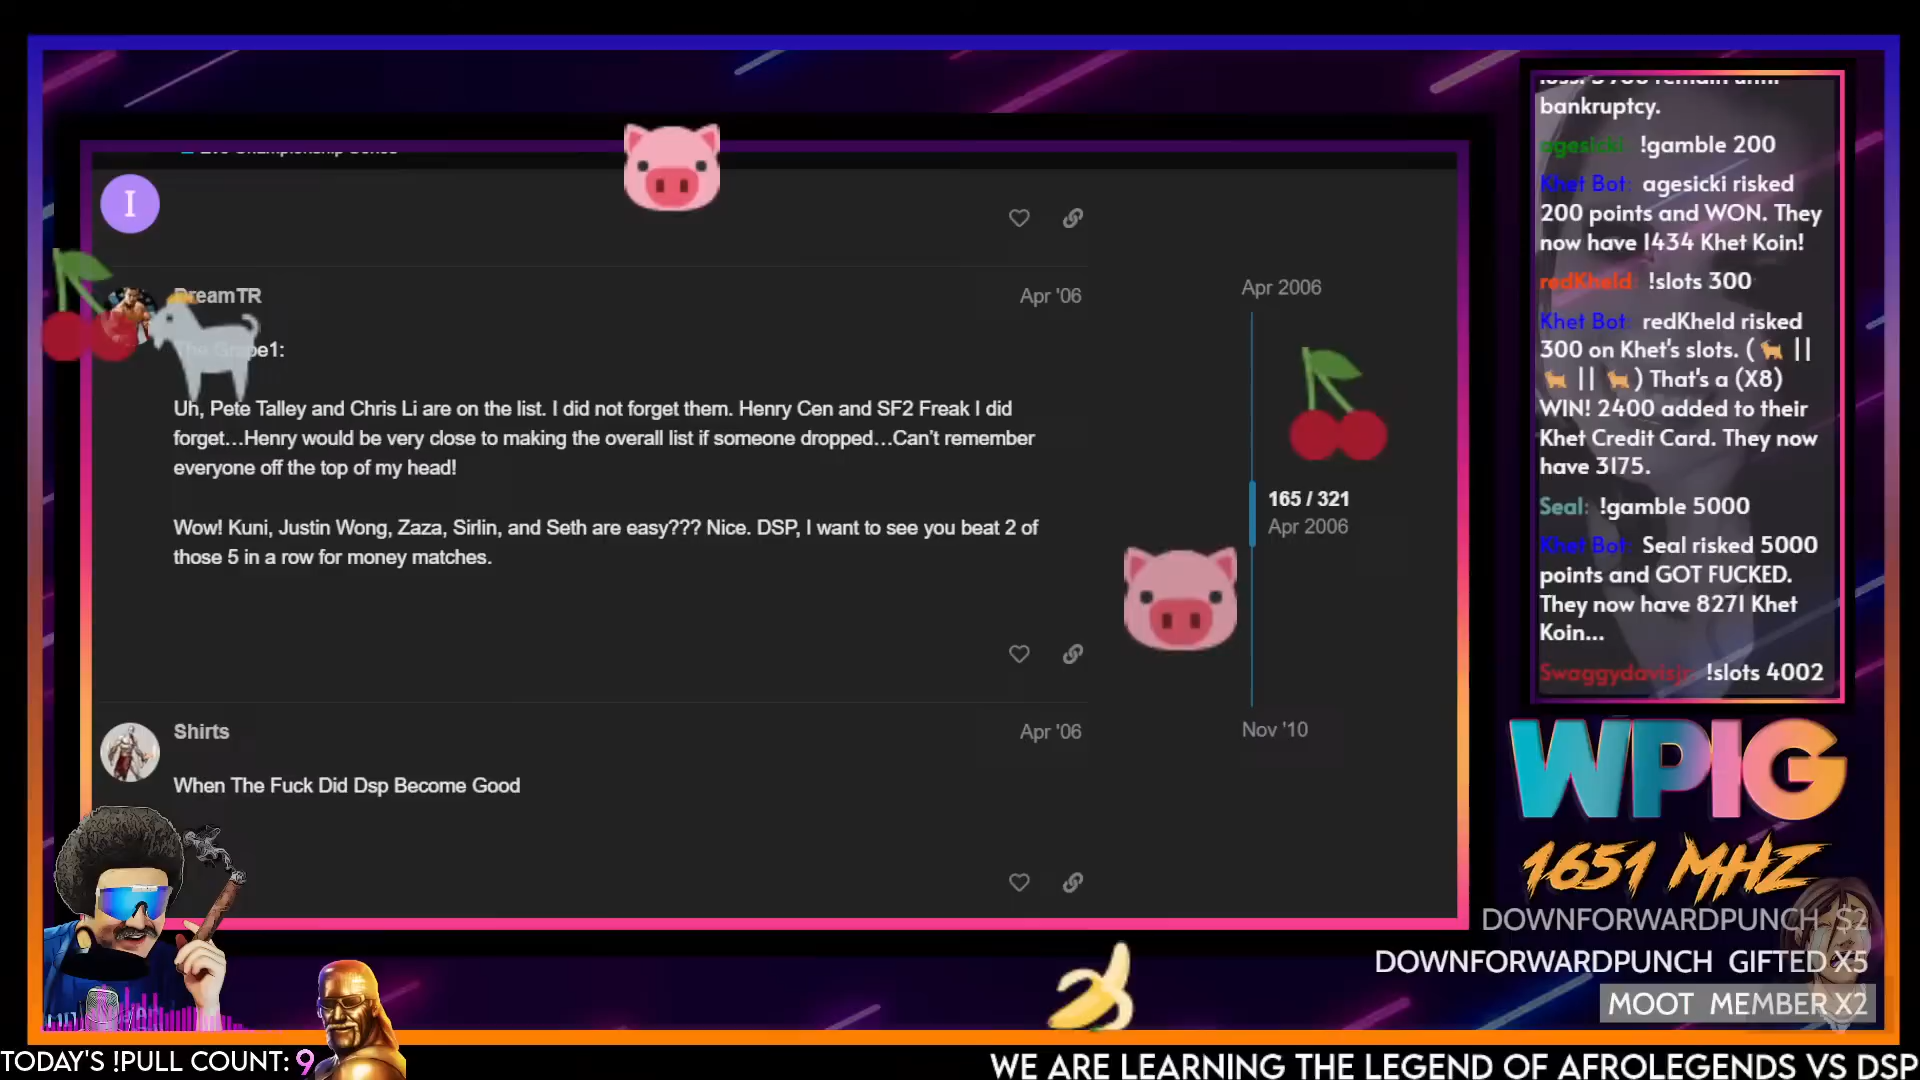 I
DreamTR
Apr '06
Uh, Pete Talley and Chris Li are on the list. I did not forget them. Henry Cen and SF2 Freak I did
forget…Henry would be very close to making the overall list if someone dropped…Can't remember
everyone off the top of my head!
Wow! Kuni, Justin Wong, Zaza, Sirlin, and Seth are easy??? Nice. DSP, I want to see you beat 2 of
those 5 in a row for money matches.
Shirts
Apr '06
When The Fuck Did Dsp Become Good
Apr 2006
165 / 321
Apr 2006
Nov '10
bankruptcy.
agesicki: !gamble 200
Khet Bot: agesicki risked
200 points and WON. They
now have 1434 Khet Koin!
redKheld: !slots 300
Khet Bot: redKheld risked
300 on Khet's slots. ( ||
|| ) That's a (X8)
WIN! 2400 added to their
Khet Credit Card. They now
have 3175.
Seal: !gamble 5000
Khet Bot: Seal risked 5000
points and GOT FUCKED.
They now have 8271 Khet
Koin...
Swaggydavisjr: !slots 4002
WPIG
1651 MHZ
DOWNFORWARDPUNCH $2
DOWNFORWARDPUNCH GIFTED X5
MOOT MEMBER X2
TODAY'S !PULL COUNT: 9
WE ARE LEARNING THE LEGEND OF AFROLEGENDS VS DSP